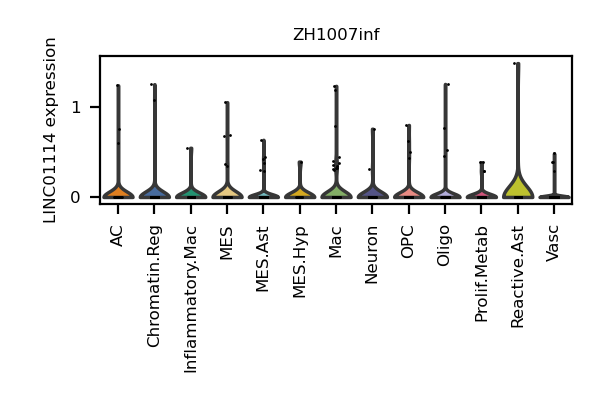 ZH1007inf
LINC01114 expression
1
0
AC
Chromatin.Reg
Inflammatory.Mac
MES
MES.Ast
MES.Hyp
Mac
Neuron
OPC
Oligo
Prolif.Metab
Reactive.Ast
Vasc